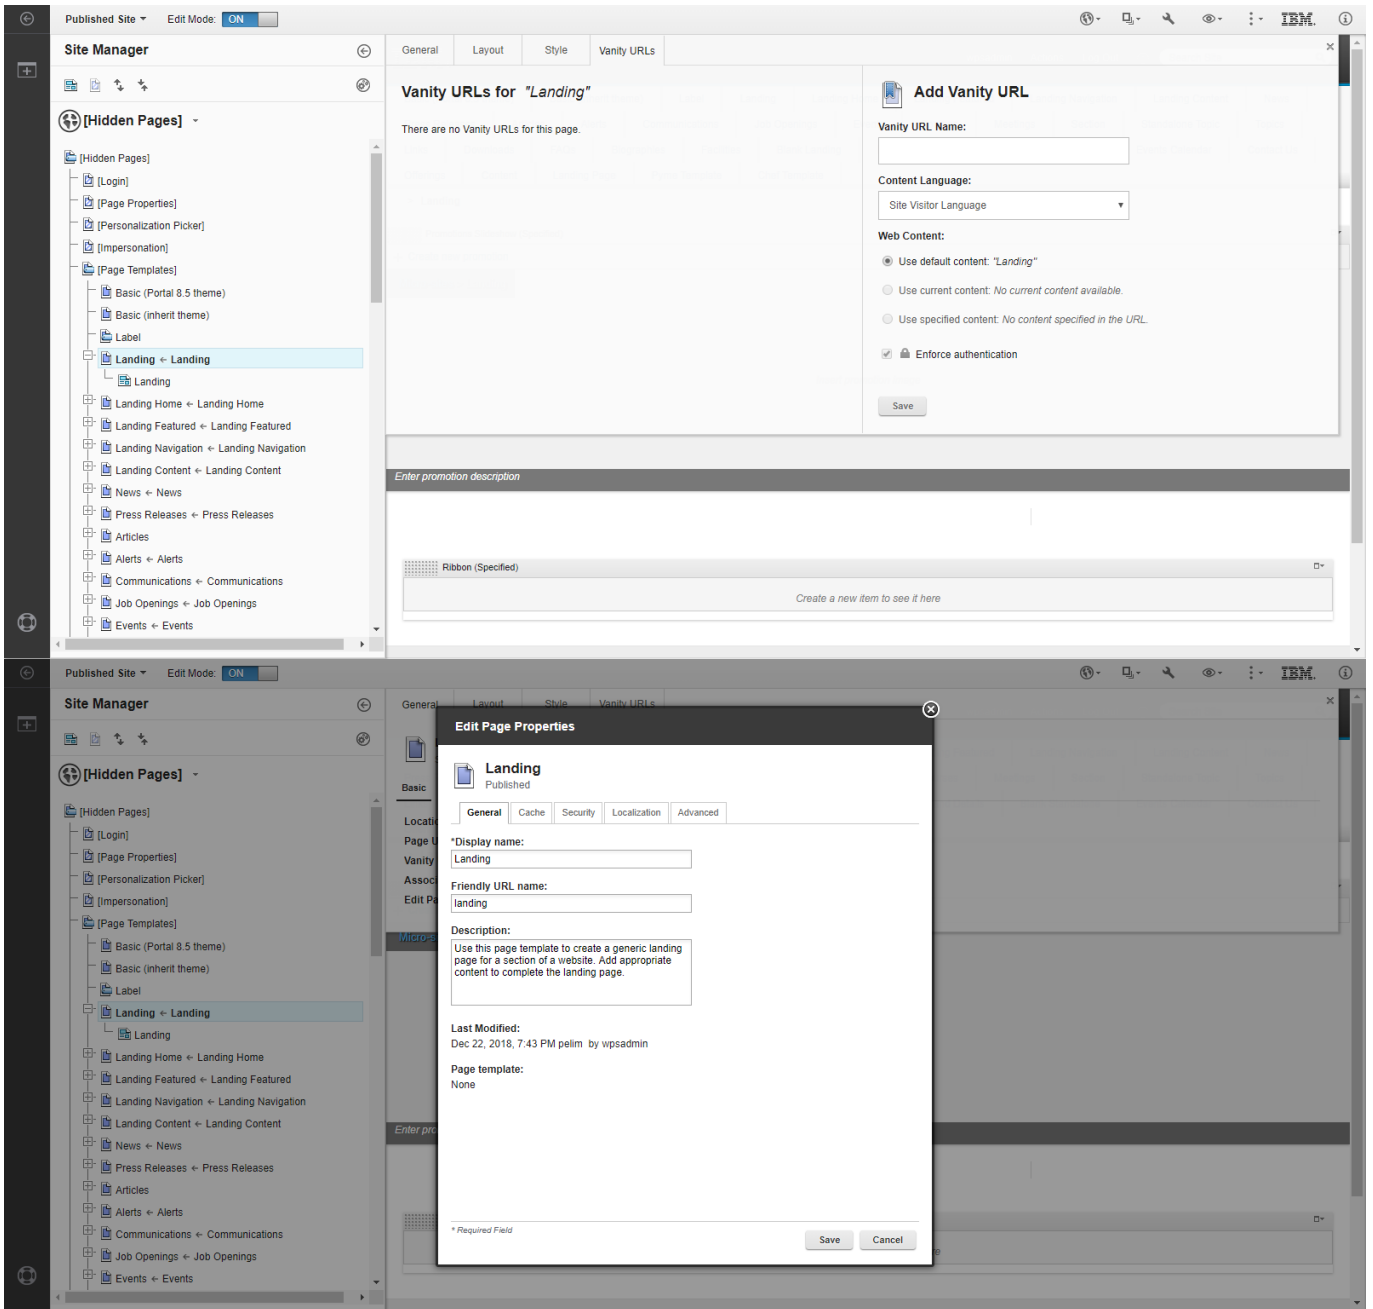 Published Site
Edit Mode: ON
IBM.
Site Manager
[Hidden Pages]
[Hidden Pages]
[Login]
[Page Properties]
[Personalization Picker]
[Impersonation]
[Page Templates]
Basic (Portal 8.5 theme)
Basic (inherit theme)
Label
Landing ← Landing
Landing
Landing Home ← Landing Home
Landing Featured ← Landing Featured
Landing Navigation ← Landing Navigation
Landing Content ← Landing Content
News ← News
Press Releases ← Press Releases
Articles
Alerts ← Alerts
Communications ← Communications
Job Openings ← Job Openings
Events ← Events
General Layout Style Vanity URLs
Vanity URLs for "Landing"
There are no Vanity URLs for this page.
Add Vanity URL
Vanity URL Name:
Content Language:
Site Visitor Language
Web Content:
Use default content: "Landing"
Use current content: No current content available.
Use specified content: No content specified in the URL.
Enforce authentication
Save
Enter promotion description
Ribbon (Specified)
Create a new item to see it here
Published Site
Edit Mode: ON
IBM.
Site Manager
[Hidden Pages]
[Hidden Pages]
[Login]
[Page Properties]
[Personalization Picker]
[Impersonation]
[Page Templates]
Basic (Portal 8.5 theme)
Basic (inherit theme)
Label
Landing ← Landing
Landing
Landing Home ← Landing Home
Landing Featured ← Landing Featured
Landing Navigation ← Landing Navigation
Landing Content ← Landing Content
News ← News
Press Releases ← Press Releases
Articles
Alerts ← Alerts
Communications ← Communications
Job Openings ← Job Openings
Events ← Events
General Layout Style Vanity URLs
Basic
Page
Vanity
Enter
Edit Page Properties
Landing
Published
General Cache Security Localization Advanced
*Display name:
Landing
Friendly URL name:
landing
Description:
Use this page template to create a generic landing
page for a section of a website. Add appropriate
content to complete the landing page.
Last Modified:
Dec 22, 2018, 7:43 PM pelim by wpsadmin
Page template:
None
* Required Field
Save Cancel